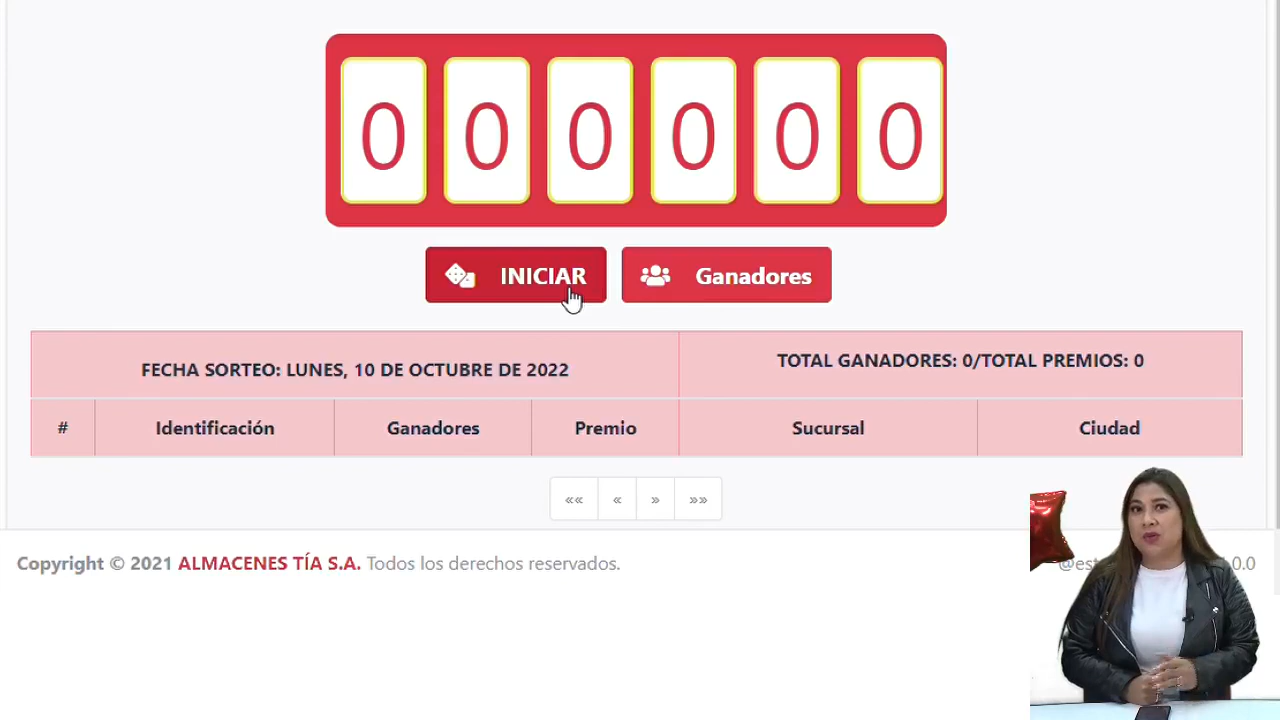 0 0 0 0 0 0
INICIAR
Ganadores
FECHA SORTEO: LUNES, 10 DE OCTUBRE DE 2022
TOTAL GANADORES: 0/TOTAL PREMIOS: 0
# Identificación Ganadores Premio Sucursal Ciudad
«« « » »»
Copyright © 2021 ALMACENES TÍA S.A. Todos los derechos reservados.